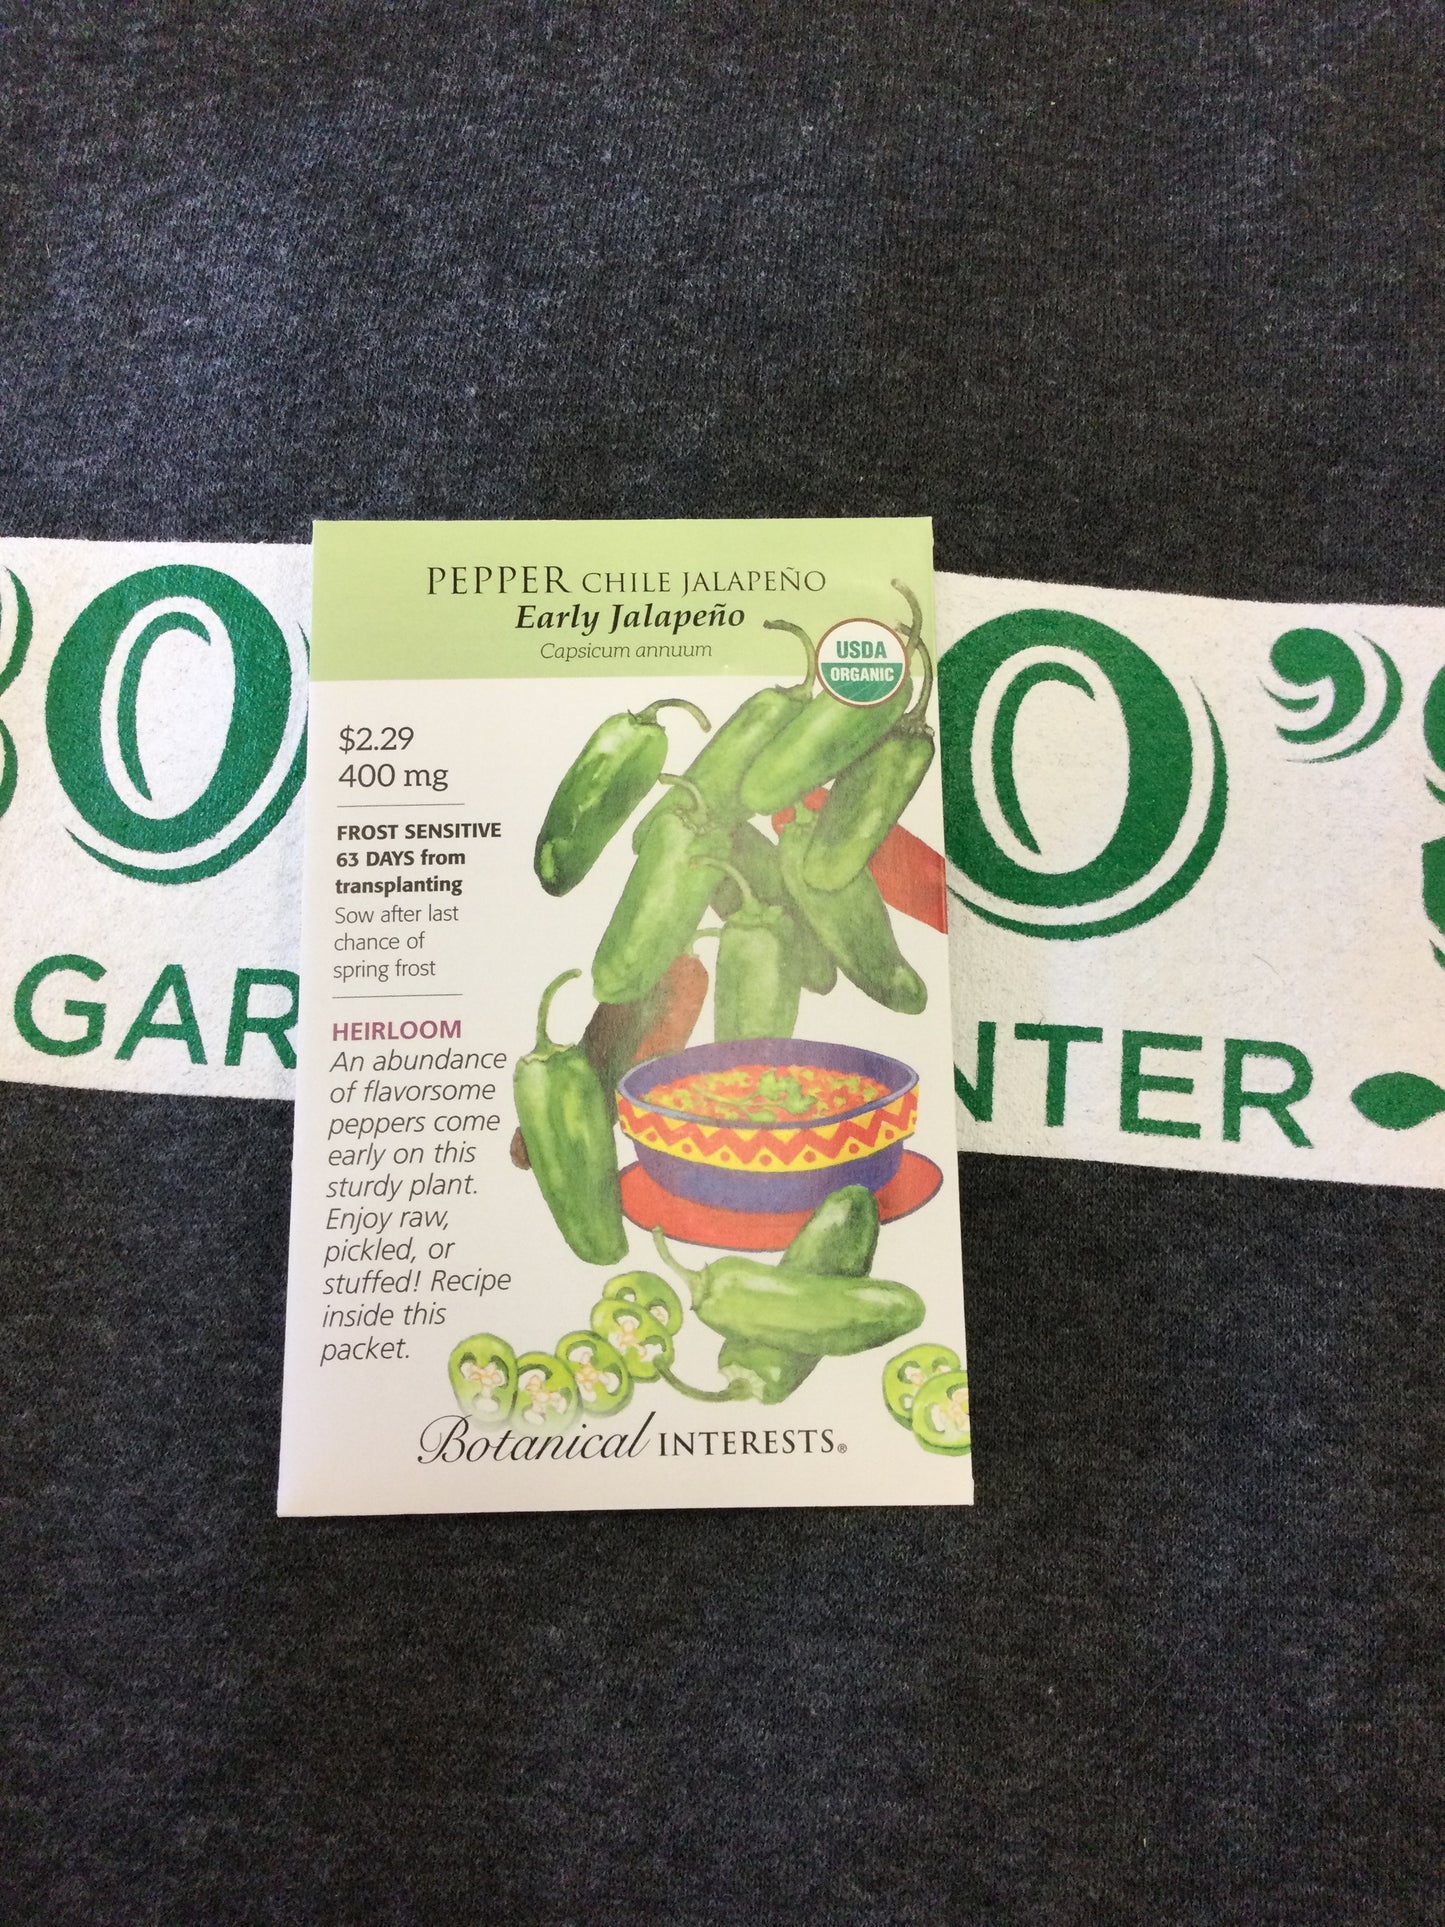 PEPPER CHILE JALAPEÑO
Early Jalapeño
Capsicum annuum
USDA
ORGANIC
$2.29
400 mg
FROST SENSITIVE
63 DAYS from
transplanting
Sow after last
chance of
spring frost
HEIRLOOM
An abundance
of flavorsome
peppers come
early on this
sturdy plant.
Enjoy raw,
pickled, or
stuffed! Recipe
inside this
packet.
Botanical INTERESTS®
O O'S
GAR NTER